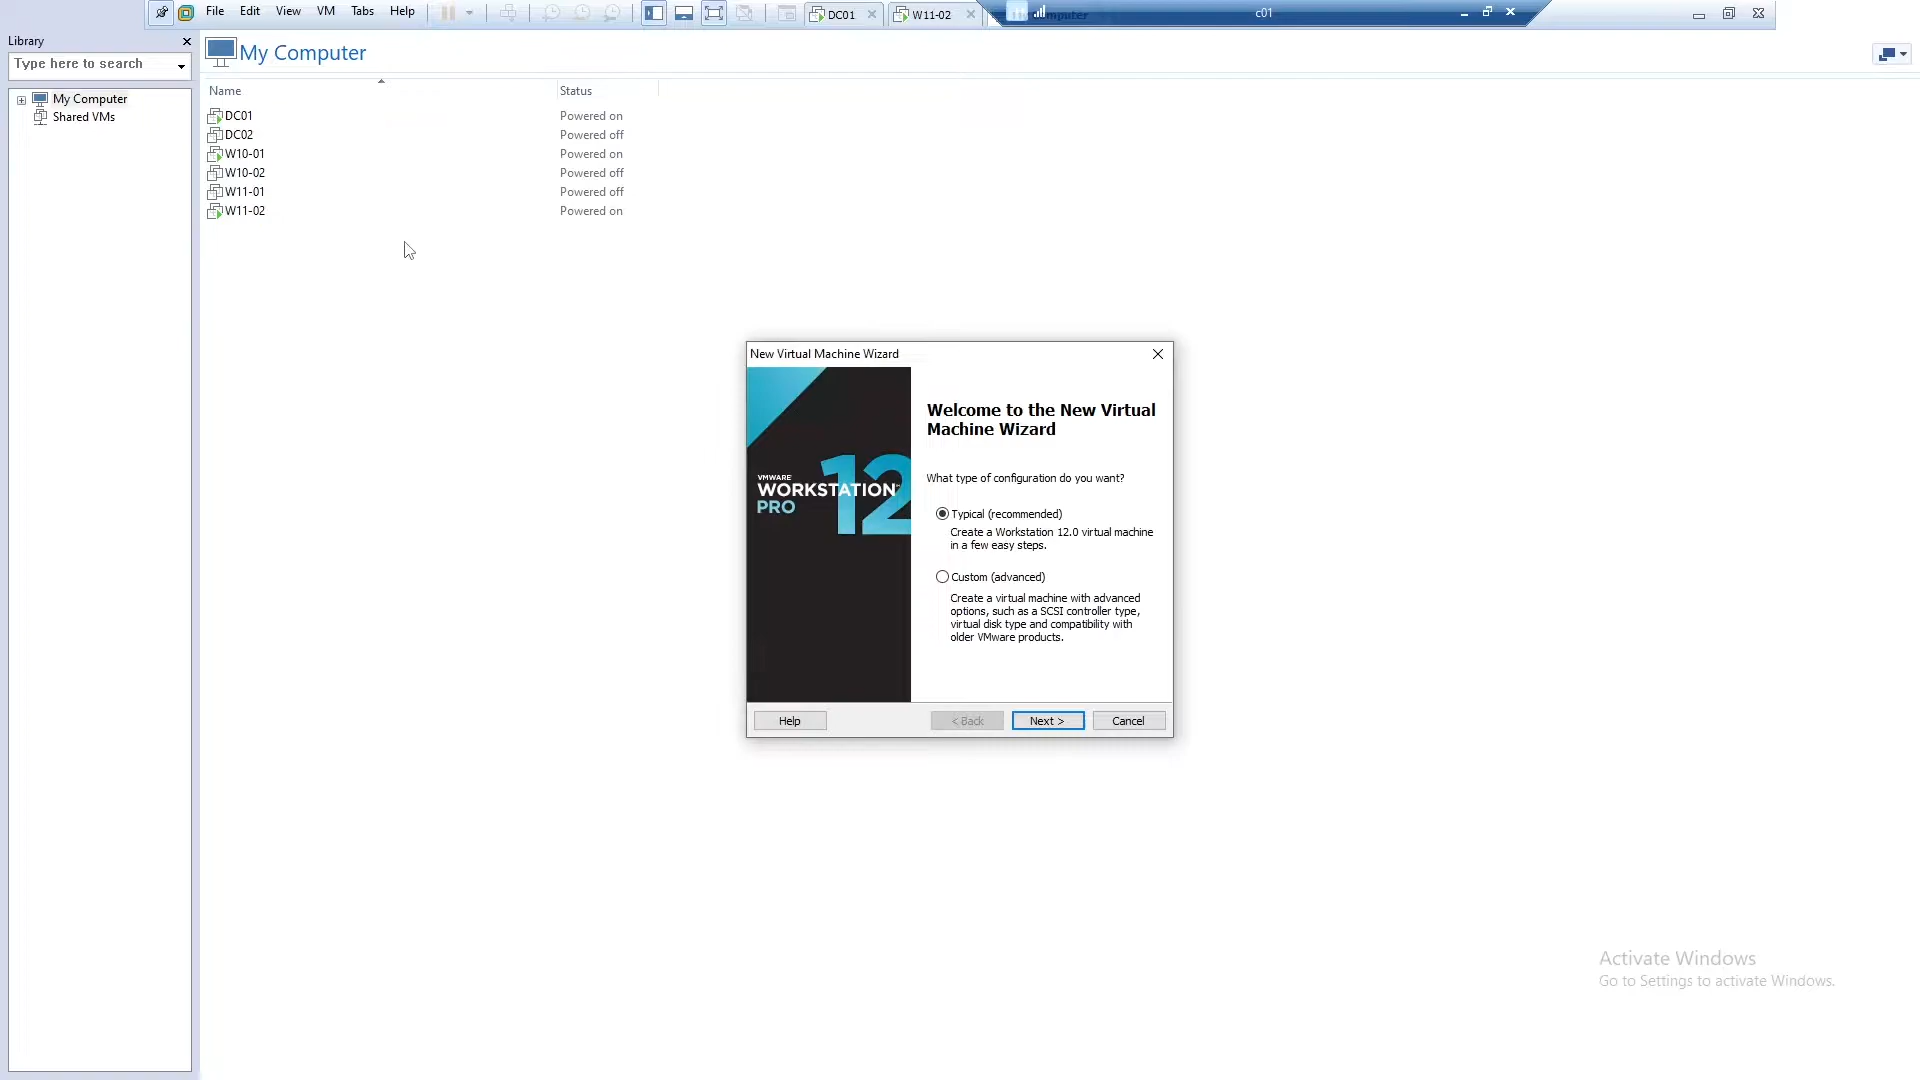 File Edit View VM Tabs Help
DC01
W11-02
c01
Library
Type here to search
My Computer
Shared VMs
My Computer
Name Status
DC01 Powered on
DC02 Powered off
W10-01 Powered on
W10-02 Powered off
W11-01 Powered off
W11-02 Powered on
New Virtual Machine Wizard
VMWARE
WORKSTATION
PRO
12
Welcome to the New Virtual
Machine Wizard
What type of configuration do you want?
Typical (recommended)
Create a Workstation 12.0 virtual machine
in a few easy steps.
Custom (advanced)
Create a virtual machine with advanced
options, such as a SCSI controller type,
virtual disk type and compatibility with
older VMware products.
Help < Back Next > Cancel
Activate Windows
Go to Settings to activate Windows.